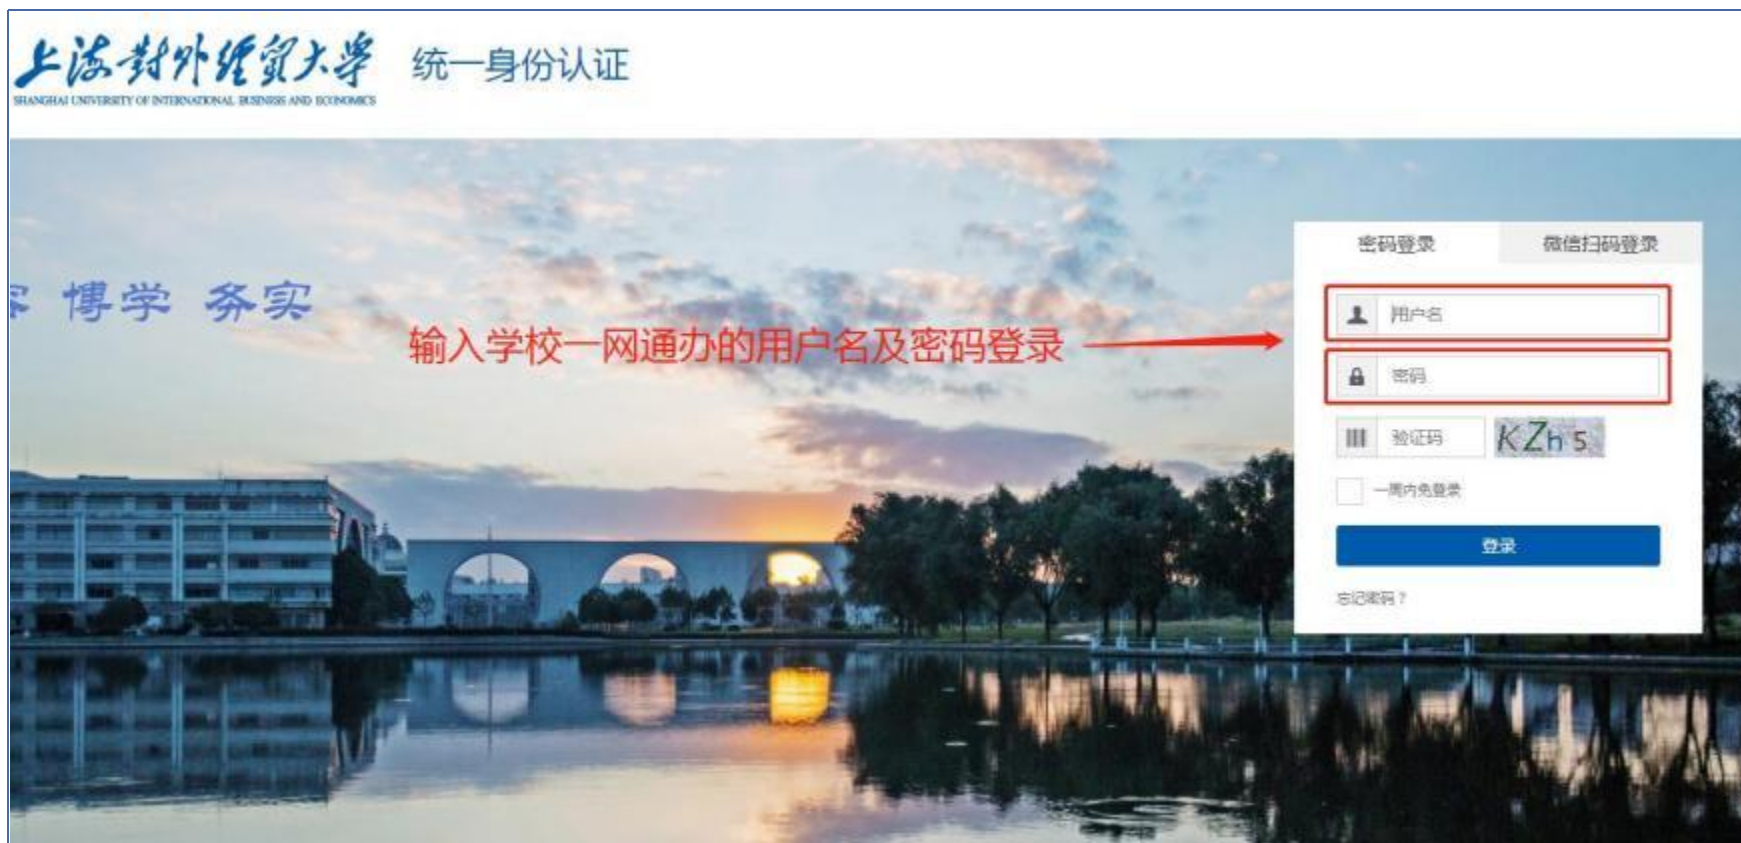 上海對外经贸大学
统一身份认证
SHANGHAI UNIVERSITY OF INTERNATIONAL BUSINESS AND ECONOMICS
密码登录
微信扫码登录
博学 务实
输入学校一网通办的用户名及密码登录
用户名
密码
验证码
KZh5
一周内免登录
登录
忘记密码？